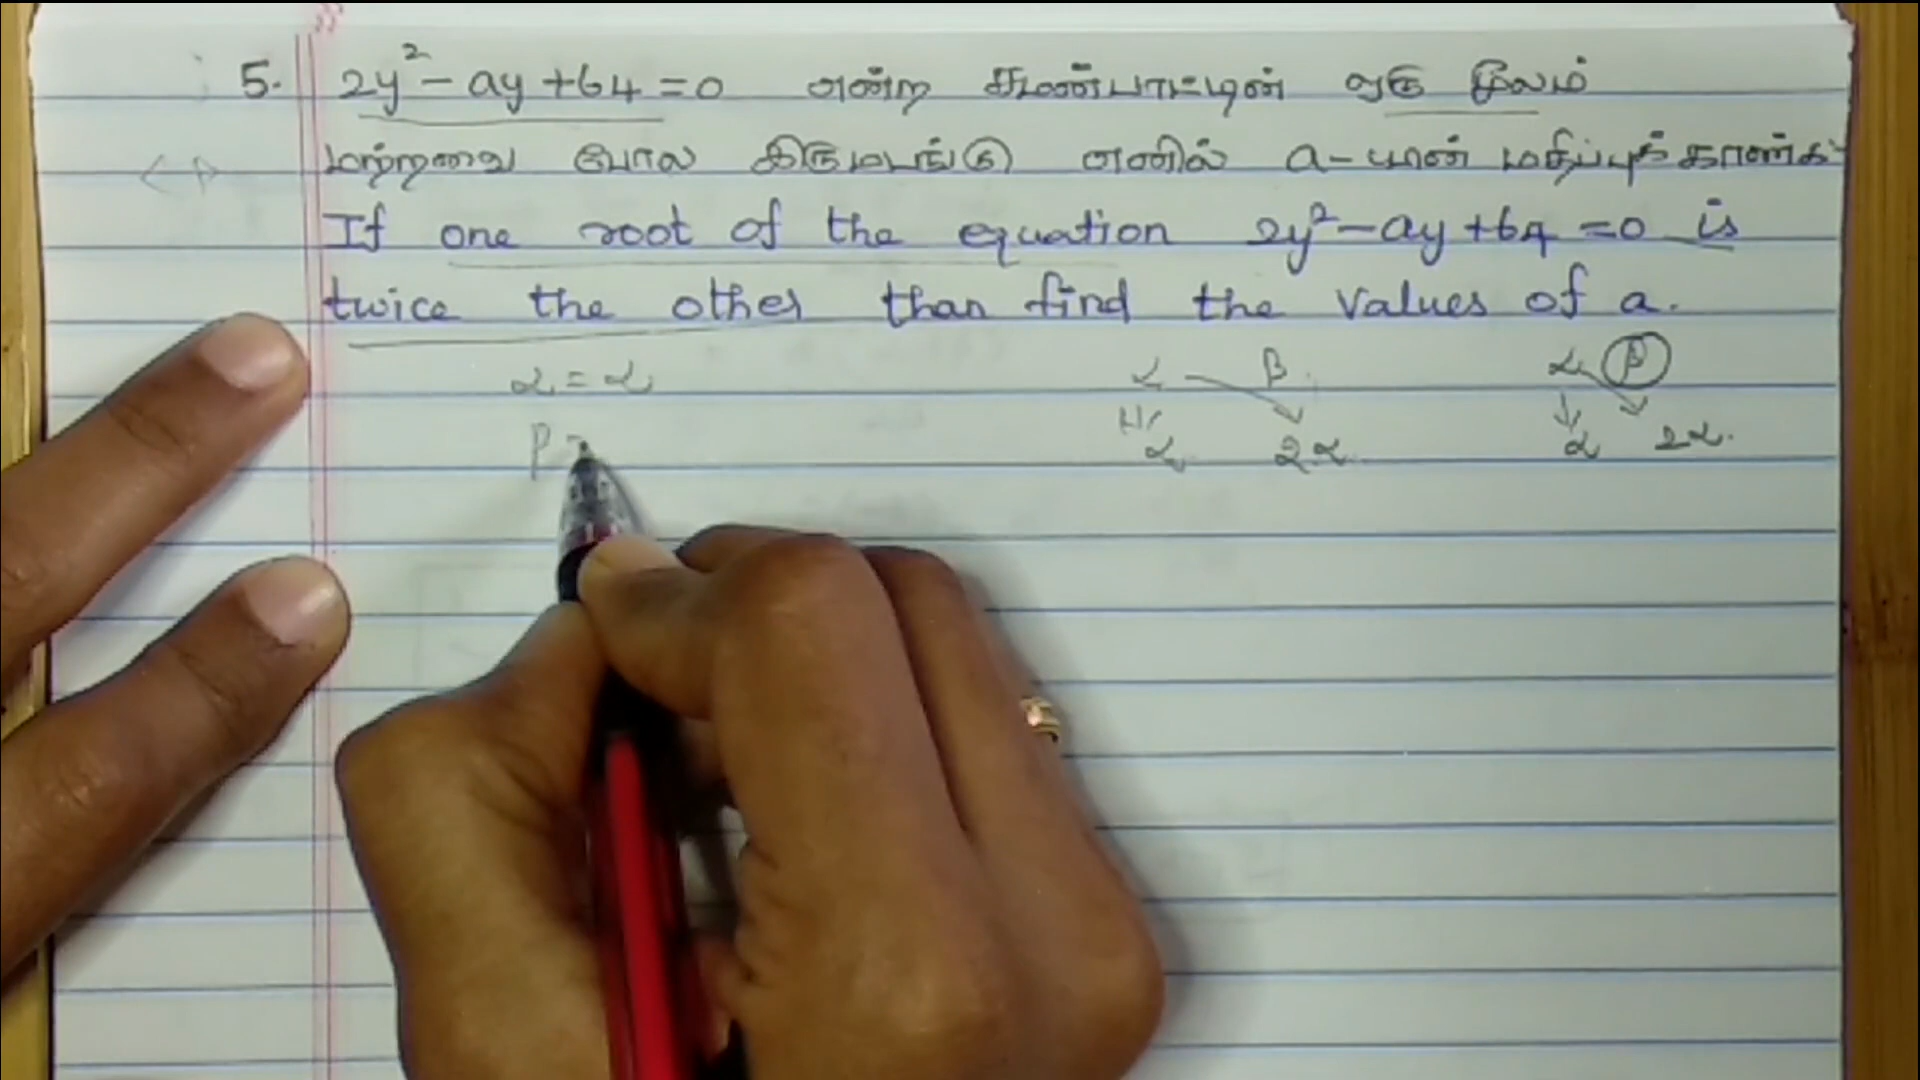 5. 2y² - ay + 64 = 0 என்ற சமன்பாட்டின் ஒரு மூலம்
மற்றதை போல இருமடங்கு எனில் a-யின் மதிப்புக் காண்க
If one root of the equation 2y² - ay + 64 = 0 is
twice the other than find the values of a.
α = α α β α β
β = α 2α α 2α